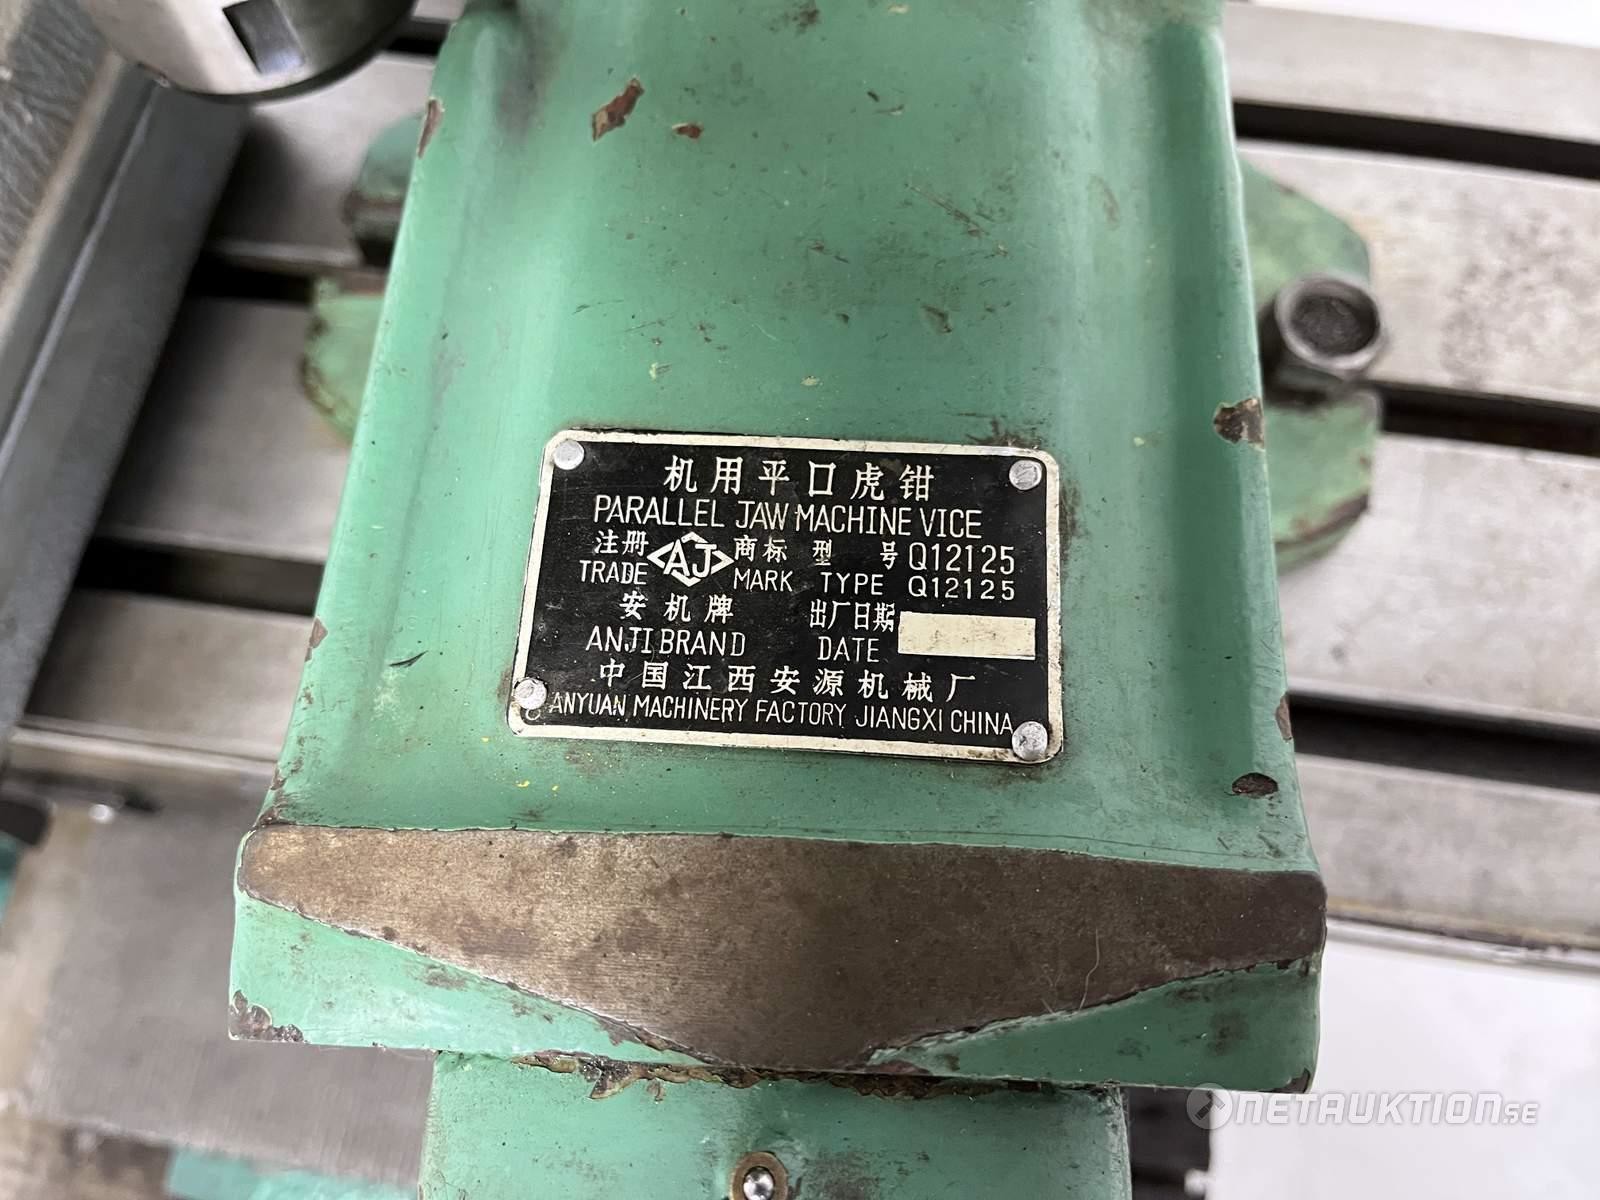 机用平口虎钳
PARALLEL JAW MACHINE VICE
注册 AJ 商标 型 号 Q12125
TRADE MARK TYPE Q12125
安机牌 出厂日期
ANJI BRAND DATE
中国江西安源机械厂
ANYUAN MACHINERY FACTORY JIANGXI CHINA
NETAUKTION.SE